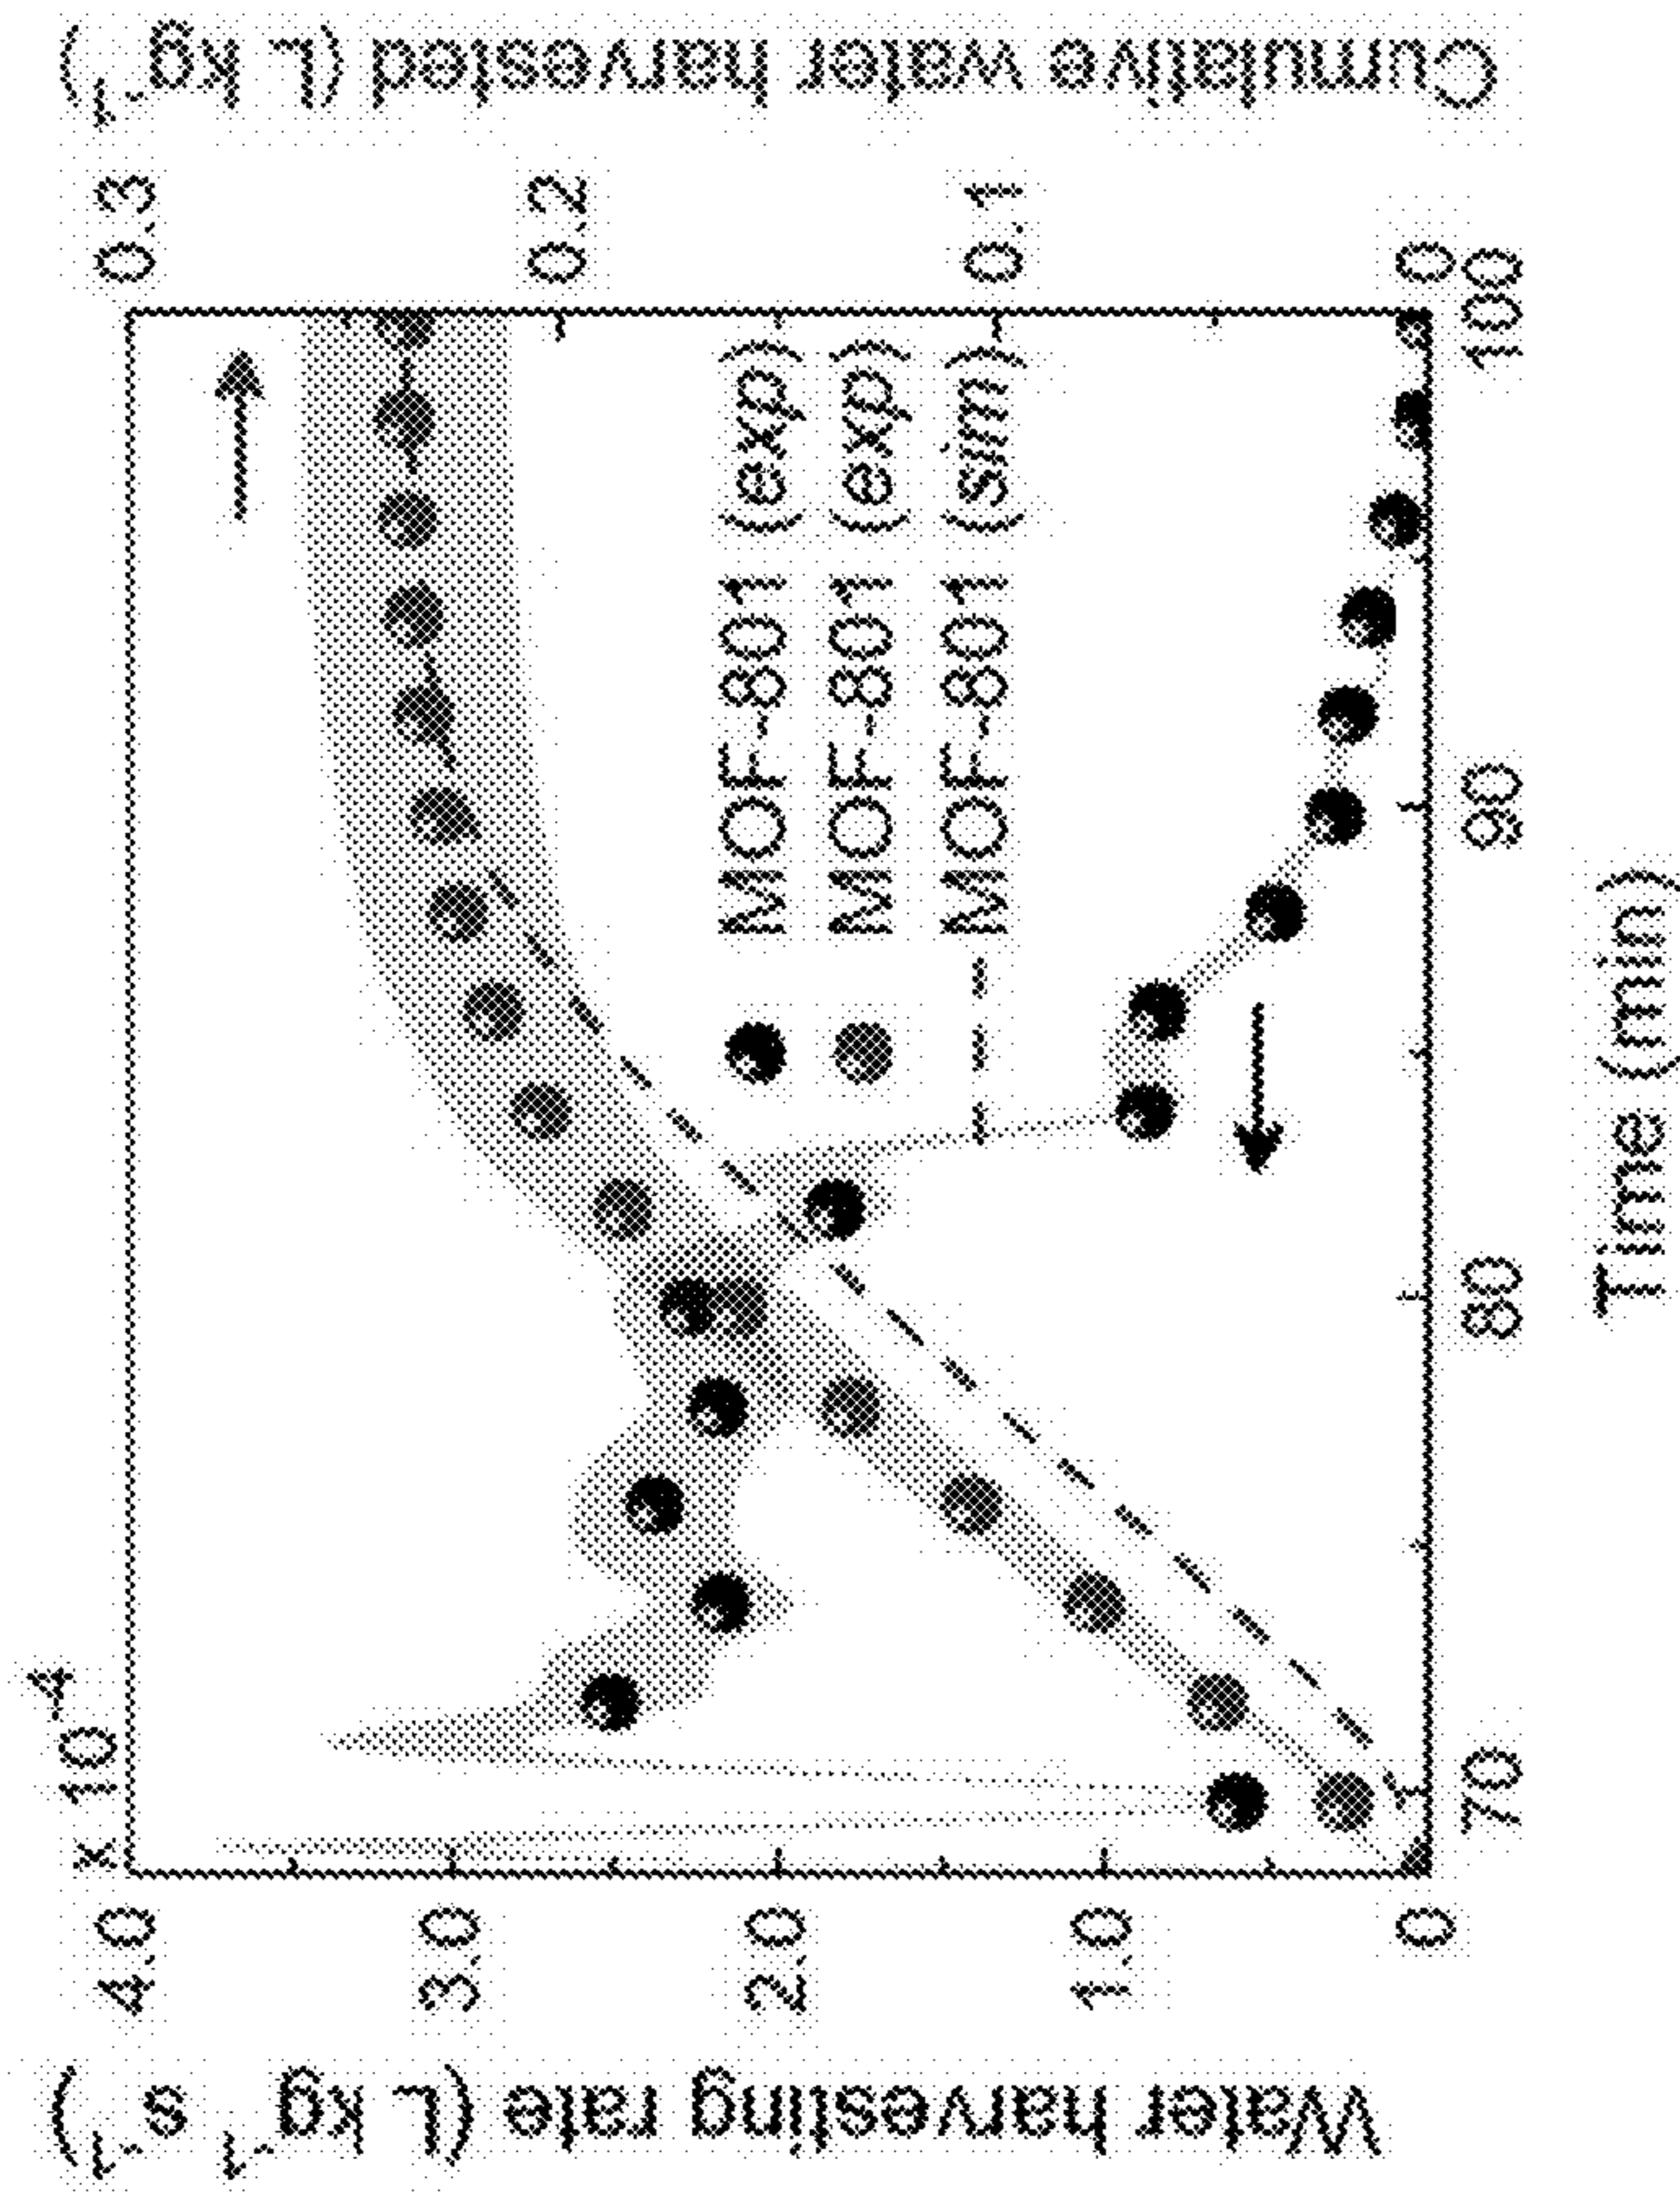 x 10⁻⁴
Water harvesting rate (L kg⁻¹ s⁻¹)
4.0
3.0
2.0
1.0
0
Cumulative water harvested (L kg⁻¹)
0.3
0.2
0.1
0
MOF-801 (exp)
MOF-801 (exp)
MOF-801 (sim)
70
80
90
100
Time (min)